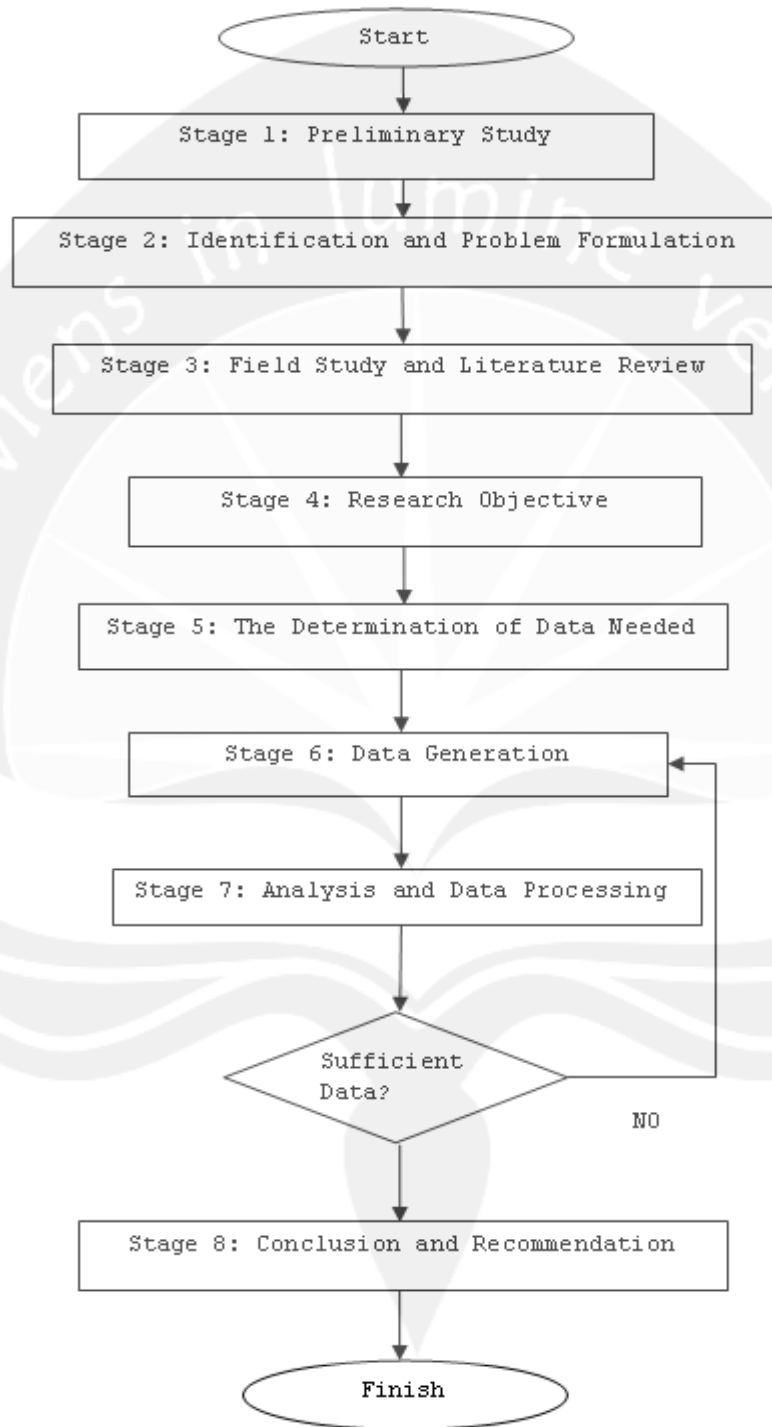 Start
Stage 1: Preliminary Study
Stage 2: Identification and Problem Formulation
Stage 3: Field Study and Literature Review
Stage 4: Research Objective
Stage 5: The Determination of Data Needed
Stage 6: Data Generation
Stage 7: Analysis and Data Processing
Sufficient
Data?
NO
Stage 8: Conclusion and Recommendation
Finish
in lumine